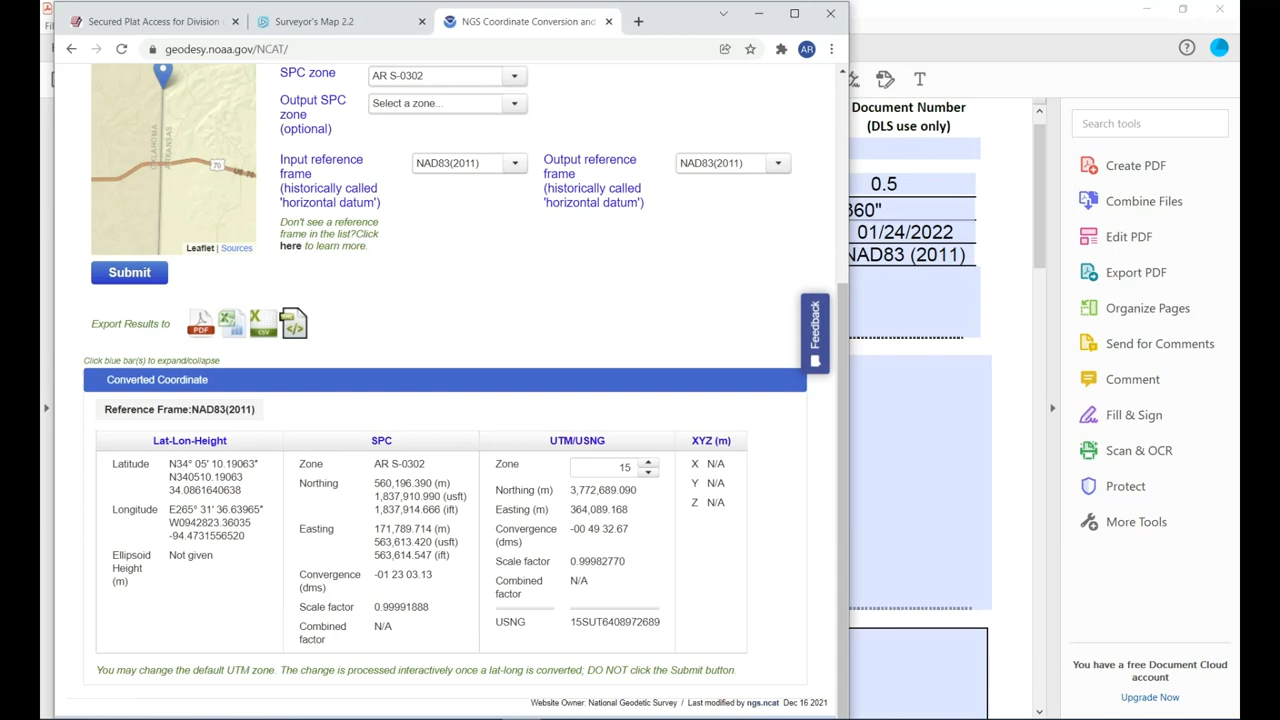 Secured Plat Access for Division
Surveyor's Map 2.2
NGS Coordinate Conversion and
geodesy.noaa.gov/NCAT/
AR
SPC zone
AR S-0302
Output SPC
zone
(optional)
Select a zone...
OKLAHOMA
ARKANSAS
70
Input reference
frame
(historically called
'horizontal datum')
NAD83(2011)
Output reference
frame
(historically called
'horizontal datum')
NAD83(2011)
Don't see a reference
frame in the list?Click
here to learn more.
Leaflet | Sources
Submit
Export Results to
PDF
CSV
Feedback
Click blue bar(s) to expand/collapse
Converted Coordinate
Reference Frame:NAD83(2011)
Lat-Lon-Height
SPC
UTM/USNG
XYZ (m)
Latitude
N34° 05' 10.19063"
N340510.19063
34.0861640638
Longitude
E265° 31' 36.63965"
W0942823.36035
-94.4731556520
Ellipsoid
Height
(m)
Not given
Zone
AR S-0302
Northing
560,196.390 (m)
1,837,910.990 (usft)
1,837,914.666 (ift)
Easting
171,789.714 (m)
563,613.420 (usft)
563,614.547 (ift)
Convergence
(dms)
-01 23 03.13
Scale factor
0.99991888
Combined
factor
N/A
Zone
15
Northing (m)
3,772,689.090
Easting (m)
364,089.168
Convergence
(dms)
-00 49 32.67
Scale factor
0.99982770
Combined
factor
N/A
USNG
15SUT6408972689
X N/A
Y N/A
Z N/A
You may change the default UTM zone. The change is processed interactively once a lat-long is converted; DO NOT click the Submit button.
Website Owner: National Geodetic Survey / Last modified by ngs.ncat Dec 16 2021
Document Number
(DLS use only)
0.5
360"
01/24/2022
NAD83 (2011)
Search tools
Create PDF
Combine Files
Edit PDF
Export PDF
Organize Pages
Send for Comments
Comment
Fill & Sign
Scan & OCR
Protect
More Tools
You have a free Document Cloud
account
Upgrade Now